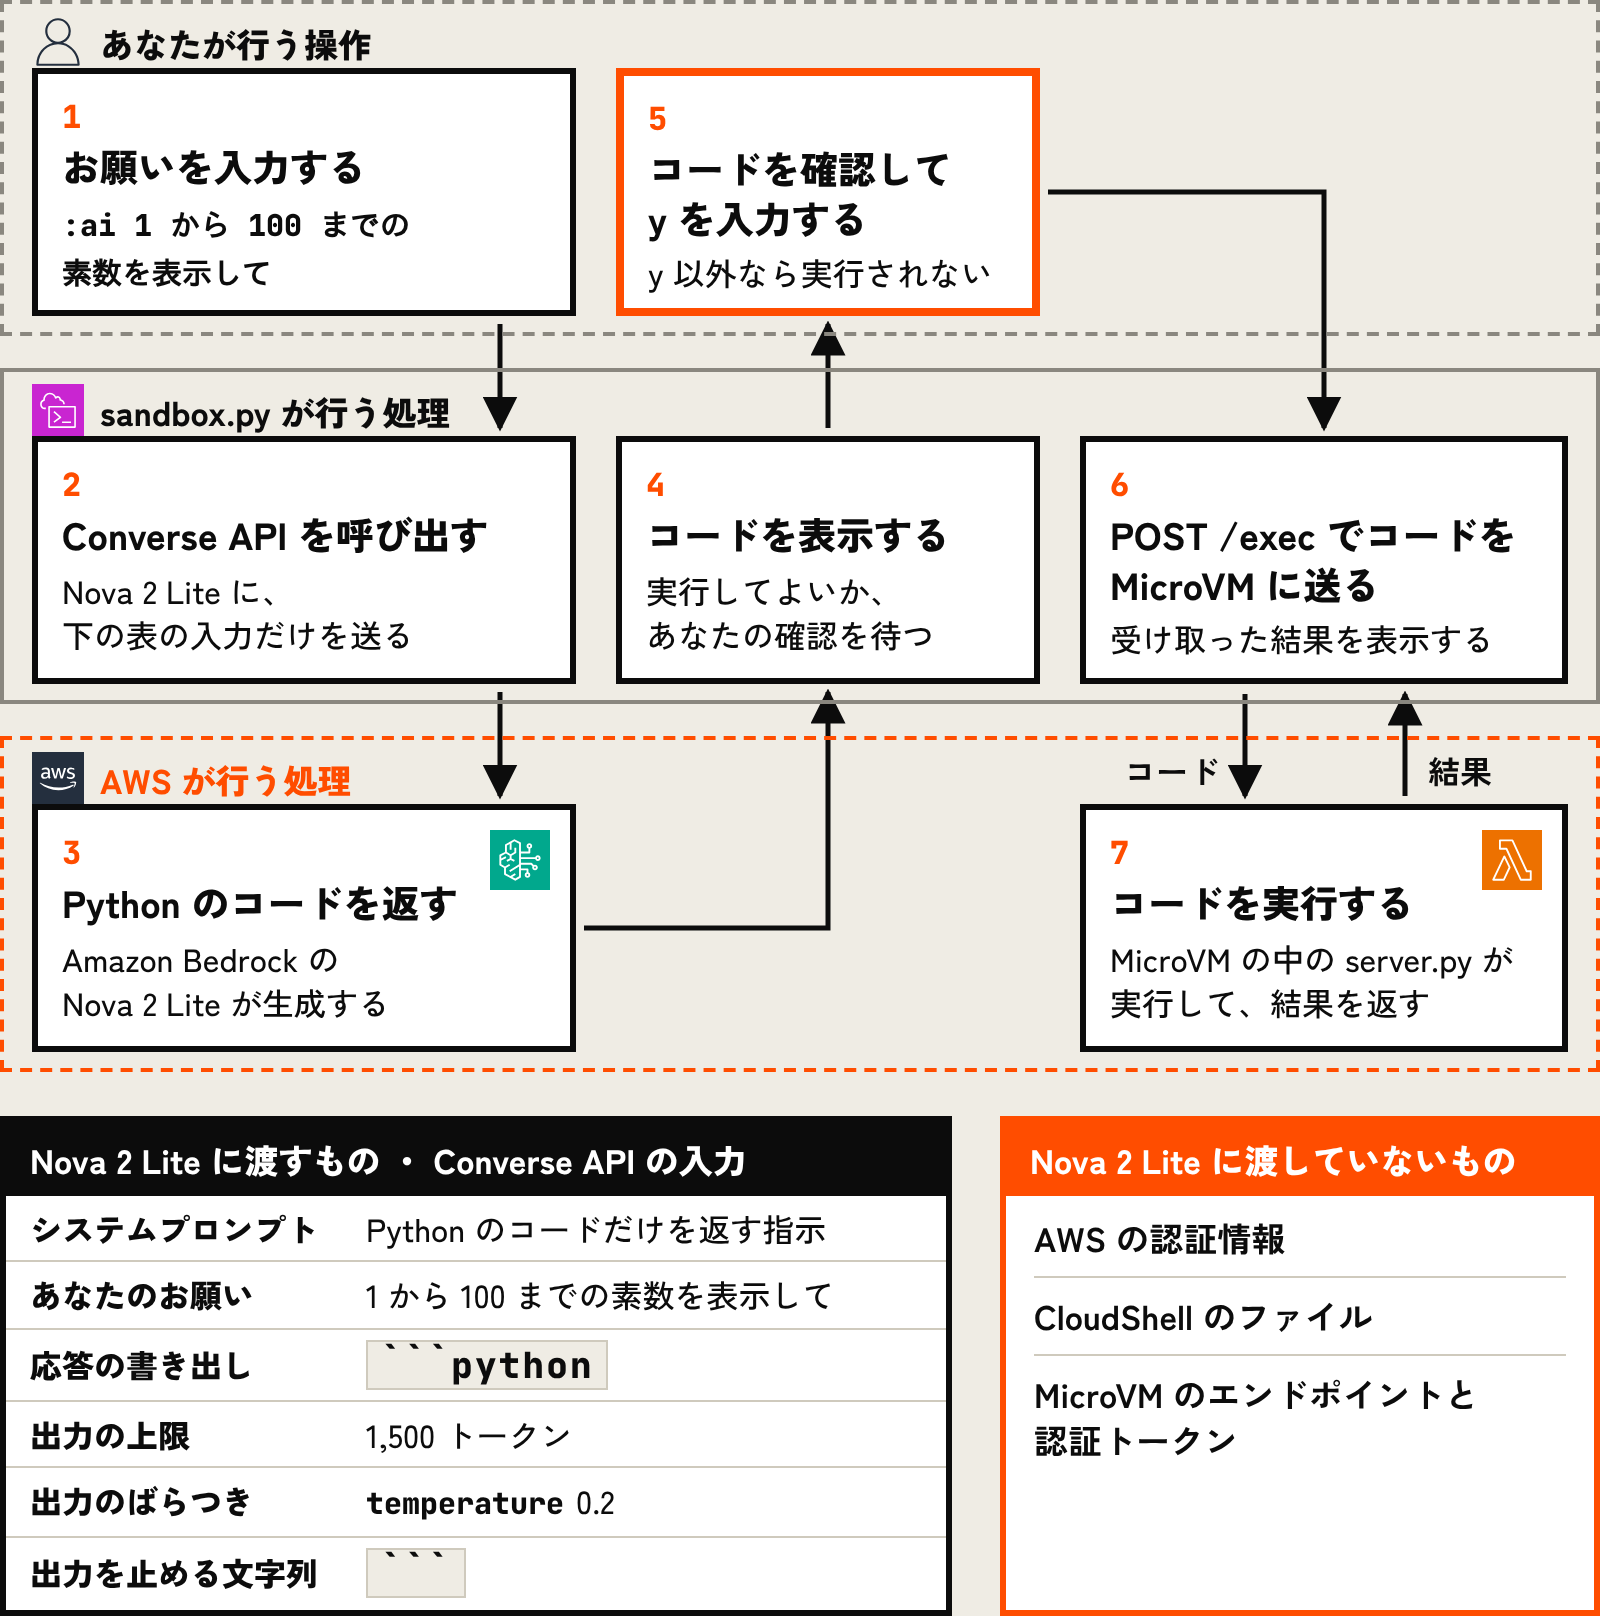 あなたが行う操作
1
お願いを入力する
:ai 1 から 100 までの
素数を表示して
5
コードを確認して
y を入力する
y 以外なら実行されない
sandbox.py が行う処理
2
Converse API を呼び出す
Nova 2 Lite に、
下の表の入力だけを送る
4
コードを表示する
実行してよいか、
あなたの確認を待つ
6
POST /exec でコードを
MicroVM に送る
受け取った結果を表示する
aws
AWS が行う処理
コード
結果
3
Python のコードを返す
Amazon Bedrock の
Nova 2 Lite が生成する
7
コードを実行する
MicroVM の中の server.py が
実行して、結果を返す
Nova 2 Lite に渡すもの ・ Converse API の入力
システムプロンプト Python のコードだけを返す指示
あなたのお願い 1 から 100 までの素数を表示して
応答の書き出し ```python
出力の上限 1,500 トークン
出力のばらつき temperature 0.2
出力を止める文字列 ```
Nova 2 Lite に渡していないもの
AWS の認証情報
CloudShell のファイル
MicroVM のエンドポイントと
認証トークン